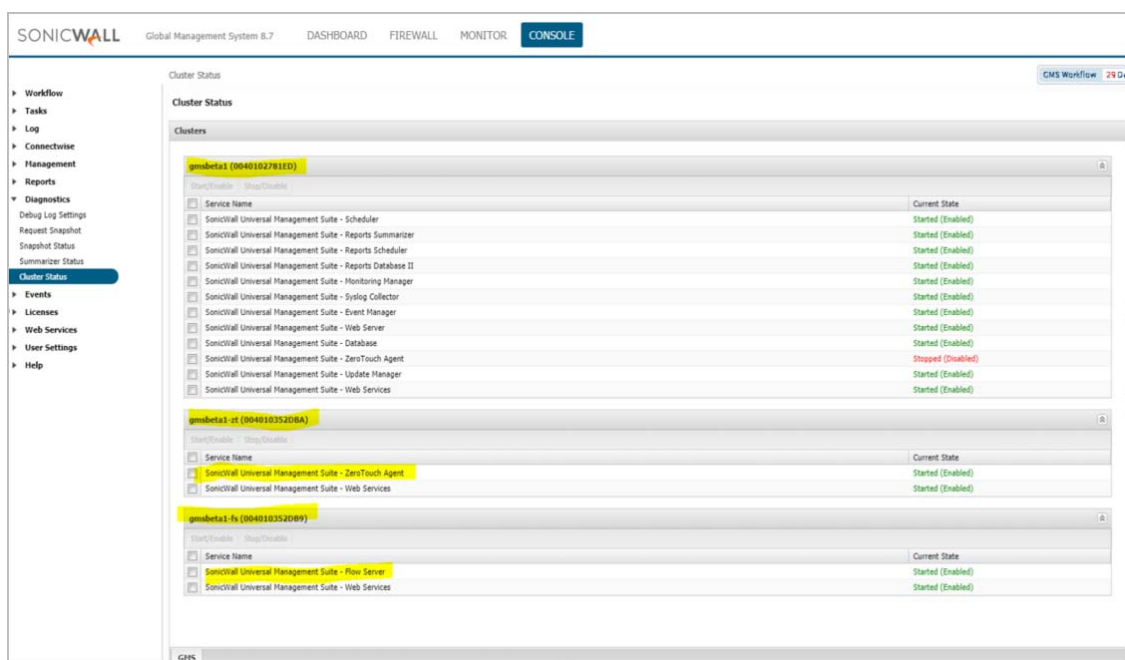 SONICWALL Global Management System 8.7 DASHBOARD FIREWALL MONITOR CONSOLE
Cluster Status
GMS Workflow 29
Workflow
Tasks
Log
Connectwise
Management
Reports
Diagnostics
Debug Log Settings
Request Snapshot
Snapshot Status
Summarizer Status
Cluster Status
Events
Licenses
Web Services
User Settings
Help
Cluster Status
Clusters
gmsbeta1 (0040102781ED)
Start/Enable Stop/Disable
Service Name Current State
SonicWall Universal Management Suite - Scheduler Started (Enabled)
SonicWall Universal Management Suite - Reports Summarizer Started (Enabled)
SonicWall Universal Management Suite - Reports Scheduler Started (Enabled)
SonicWall Universal Management Suite - Reports Database II Started (Enabled)
SonicWall Universal Management Suite - Monitoring Manager Started (Enabled)
SonicWall Universal Management Suite - Syslog Collector Started (Enabled)
SonicWall Universal Management Suite - Event Manager Started (Enabled)
SonicWall Universal Management Suite - Web Server Started (Enabled)
SonicWall Universal Management Suite - Database Started (Enabled)
SonicWall Universal Management Suite - ZeroTouch Agent Stopped (Disabled)
SonicWall Universal Management Suite - Update Manager Started (Enabled)
SonicWall Universal Management Suite - Web Services Started (Enabled)
gmsbeta1-zt (004010352DBA)
Start/Enable Stop/Disable
Service Name Current State
SonicWall Universal Management Suite - ZeroTouch Agent Started (Enabled)
SonicWall Universal Management Suite - Web Services Started (Enabled)
gmsbeta1-fs (004010352DB9)
Start/Enable Stop/Disable
Service Name Current State
SonicWall Universal Management Suite - Flow Server Started (Enabled)
SonicWall Universal Management Suite - Web Services Started (Enabled)
GMS